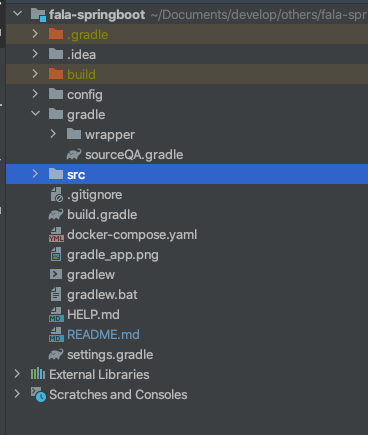 fala-springboot ~/Documents/develop/others/fala-spr
.gradle
.idea
build
config
gradle
wrapper
sourceQA.gradle
src
.gitignore
build.gradle
YML docker-compose.yaml
gradle_app.png
gradlew
gradlew.bat
MD HELP.md
MD README.md
settings.gradle
External Libraries
Scratches and Consoles